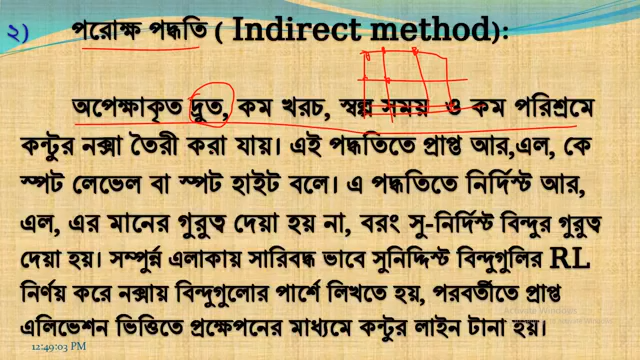 ২) পরোক্ষ পদ্ধতি ( Indirect method):
অপেক্ষাকৃত দ্রুত, কম খরচ, স্বল্প সময় ও কম পরিশ্রমে
কন্টুর নক্সা তৈরী করা যায়। এই পদ্ধতিতে প্রাপ্ত আর,এল, কে
স্পট লেভেল বা স্পট হাইট বলে। এ পদ্ধতিতে নির্দিস্ট আর,
এল, এর মানের গুরুত্ব দেয়া হয় না, বরং সু-নির্দিস্ট বিন্দুর গুরুত্ব
দেয়া হয়। সম্পুর্ন এলাকায় সারিবদ্ধ ভাবে সুনিদ্দিস্ট বিন্দুগুলির RL
নির্ণয় করে নক্সায় বিন্দুগুলোর পার্শে লিখতে হয়, পরবর্তীতে প্রাপ্ত
এলিভেশন ভিত্তিতে প্রক্ষেপনের মাধ্যমে কন্টুর লাইন টানা হয়।
Activate Windows
12:49:03 PM